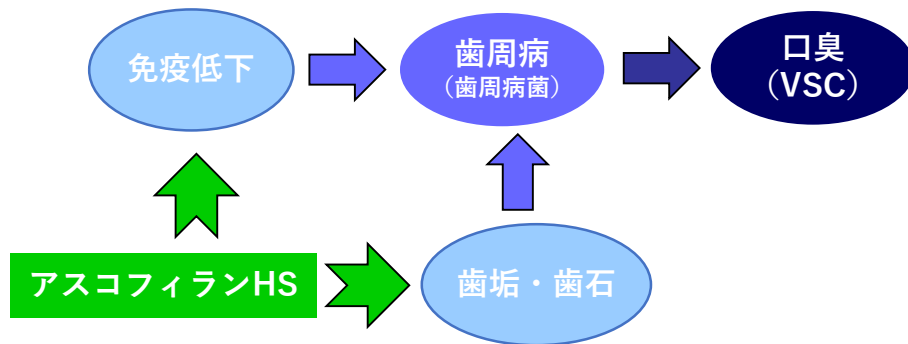 免疫低下
歯周病
（歯周病菌）
口臭
（VSC）
アスコフィランHS
歯垢・歯石